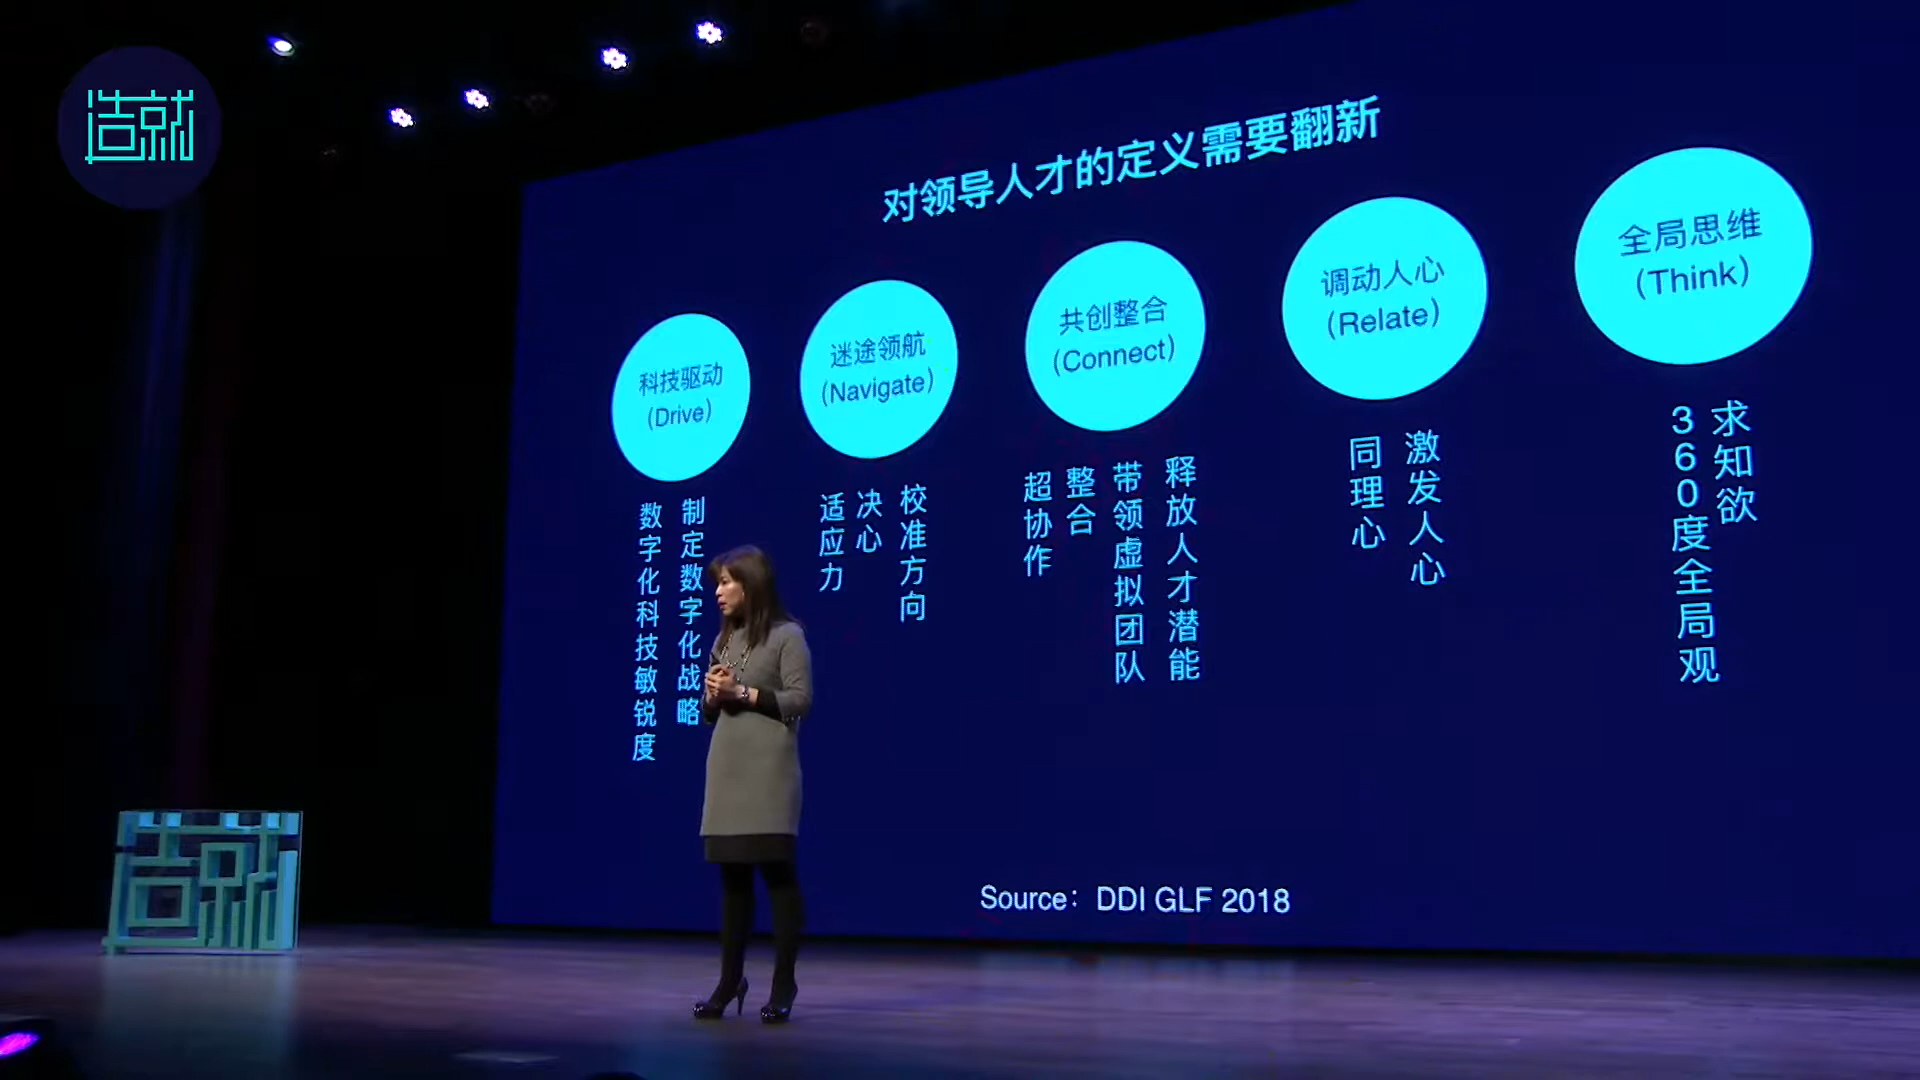 造就
对领导人才的定义需要翻新
科技驱动
(Drive)
制定数字化战略
数字化科技敏锐度
迷途领航
(Navigate)
校准方向
决心
适应力
共创整合
(Connect)
释放人才潜能
带领虚拟团队
整合
超协作
调动人心
(Relate)
激发人心
同理心
全局思维
(Think)
求知欲
360度全局观
Source：DDI GLF 2018
造就